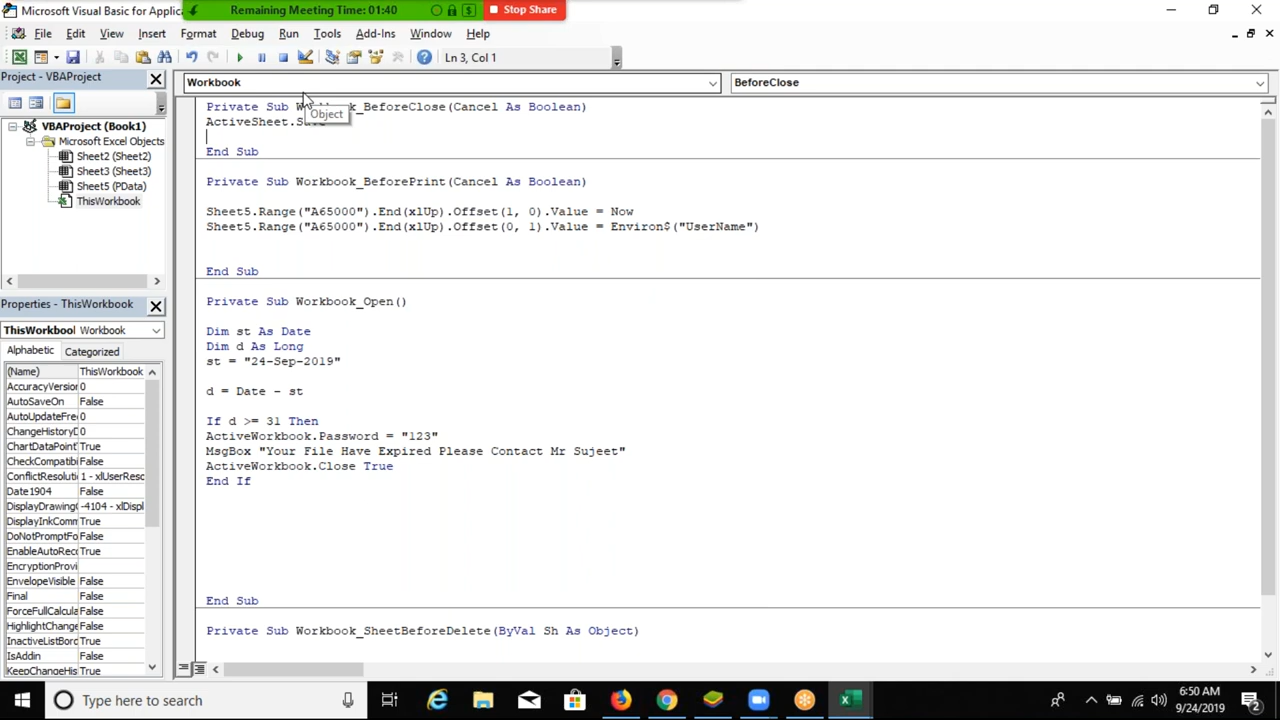 Microsoft Visual Basic for Applic
Remaining Meeting Time: 01:40
Stop Share
File Edit View Insert Format Debug Run Tools Add-Ins Window Help
Ln 3, Col 1
Project - VBAProject
Workbook
BeforeClose
VBAProject (Book1)
Microsoft Excel Objects
Sheet2 (Sheet2)
Sheet3 (Sheet3)
Sheet5 (PData)
ThisWorkbook
Object
Private Sub Workbook_BeforeClose(Cancel As Boolean)
ActiveSheet.
End Sub
Private Sub Workbook_BeforePrint(Cancel As Boolean)
Sheet5.Range("A65000").End(xlUp).Offset(1, 0).Value = Now
Sheet5.Range("A65000").End(xlUp).Offset(0, 1).Value = Environ$("UserName")
End Sub
Private Sub Workbook_Open()
Dim st As Date
Dim d As Long
st = "24-Sep-2019"
d = Date - st
If d >= 31 Then
ActiveWorkbook.Password = "123"
MsgBox "Your File Have Expired Please Contact Mr Sujeet"
ActiveWorkbook.Close True
End If
End Sub
Private Sub Workbook_SheetBeforeDelete(ByVal Sh As Object)
Properties - ThisWorkbook
ThisWorkbool Workbook
Alphabetic Categorized
(Name) ThisWorkbook
AccuracyVersion 0
AutoSaveOn False
AutoUpdateFre 0
ChangeHistoryD 0
ChartDataPoint True
CheckCompatibi False
ConflictResoluti 1 - xlUserReso
Date1904 False
DisplayDrawing -4104 - xlDispl
DisplayInkComm True
DoNotPromptFo False
EnableAutoReco True
EncryptionProvi
EnvelopeVisible False
Final False
ForceFullCalcula False
HighlightChange False
InactiveListBord True
IsAddin False
KeepChangeHis True
Type here to search
6:50 AM
9/24/2019
2